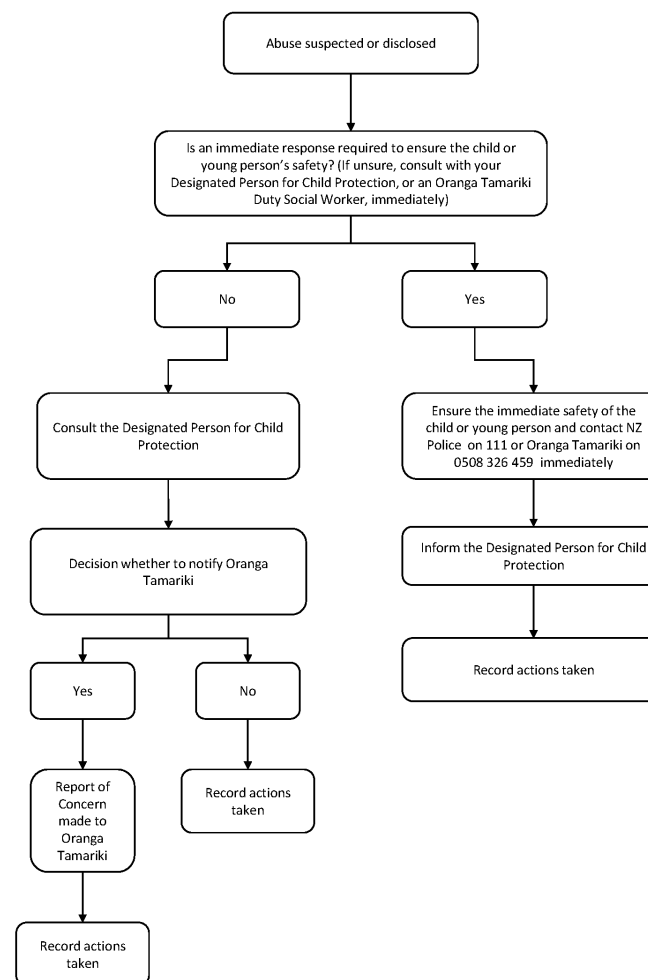 Abuse suspected or disclosed
Is an immediate response required to ensure the child or
young person's safety? (If unsure, consult with your
Designated Person for Child Protection, or an Oranga Tamariki
Duty Social Worker, immediately)
No
Yes
Consult the Designated Person for Child
Protection
Ensure the immediate safety of the
child or young person and contact NZ
Police on 111 or Oranga Tamariki on
0508 326 459 immediately
Decision whether to notify Oranga
Tamariki
Inform the Designated Person for Child
Protection
Yes
No
Record actions taken
Report of
Concern
made to
Oranga
Tamariki
Record actions
taken
Record actions
taken